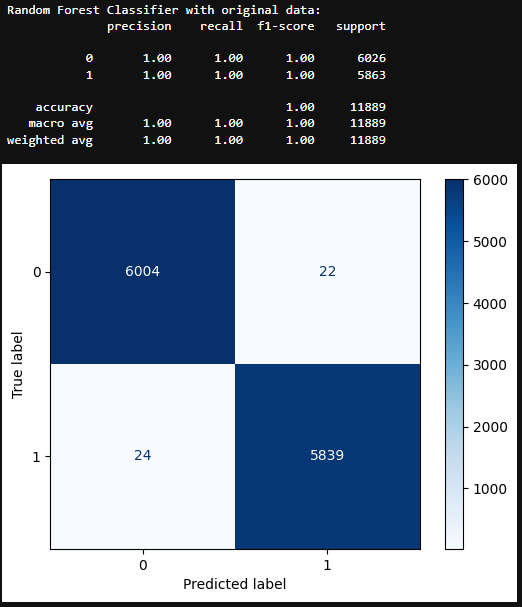 Random Forest Classifier with original data:
precision recall f1-score support
0 1.00 1.00 1.00 6026
1 1.00 1.00 1.00 5863
accuracy 1.00 11889
macro avg 1.00 1.00 1.00 11889
weighted avg 1.00 1.00 1.00 11889
6000
5000
4000
3000
2000
1000
True label
0
6004 22
1
24 5839
0 1
Predicted label